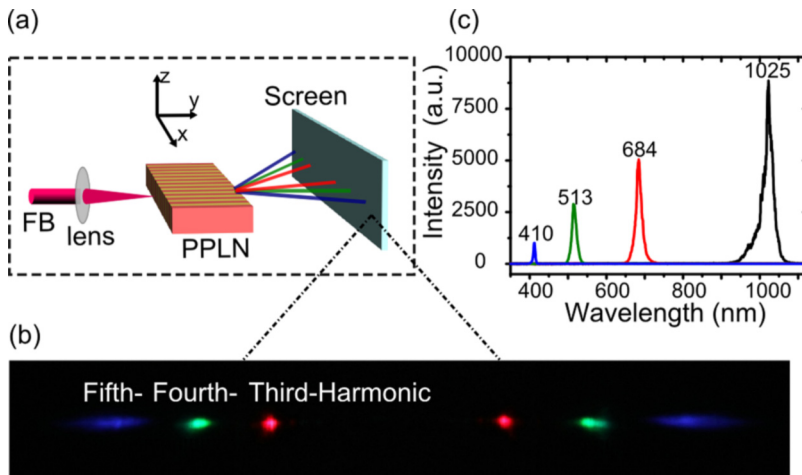 (a)
z
y
x
Screen
FB
lens
PPLN
(c)
Intensity (a.u.)
10000
7500
5000
2500
0
410
513
684
1025
400
600
800
1000
Wavelength (nm)
(b)
Fifth- Fourth- Third-Harmonic